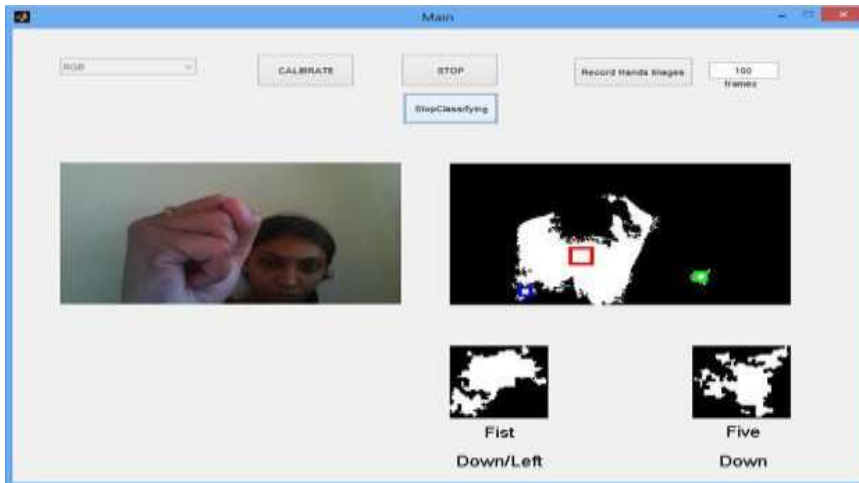 Main
RGB
CALIBRATE
STOP
Record Hands Images
100
frames
StopClassifying
Fist
Five
Down/Left
Down